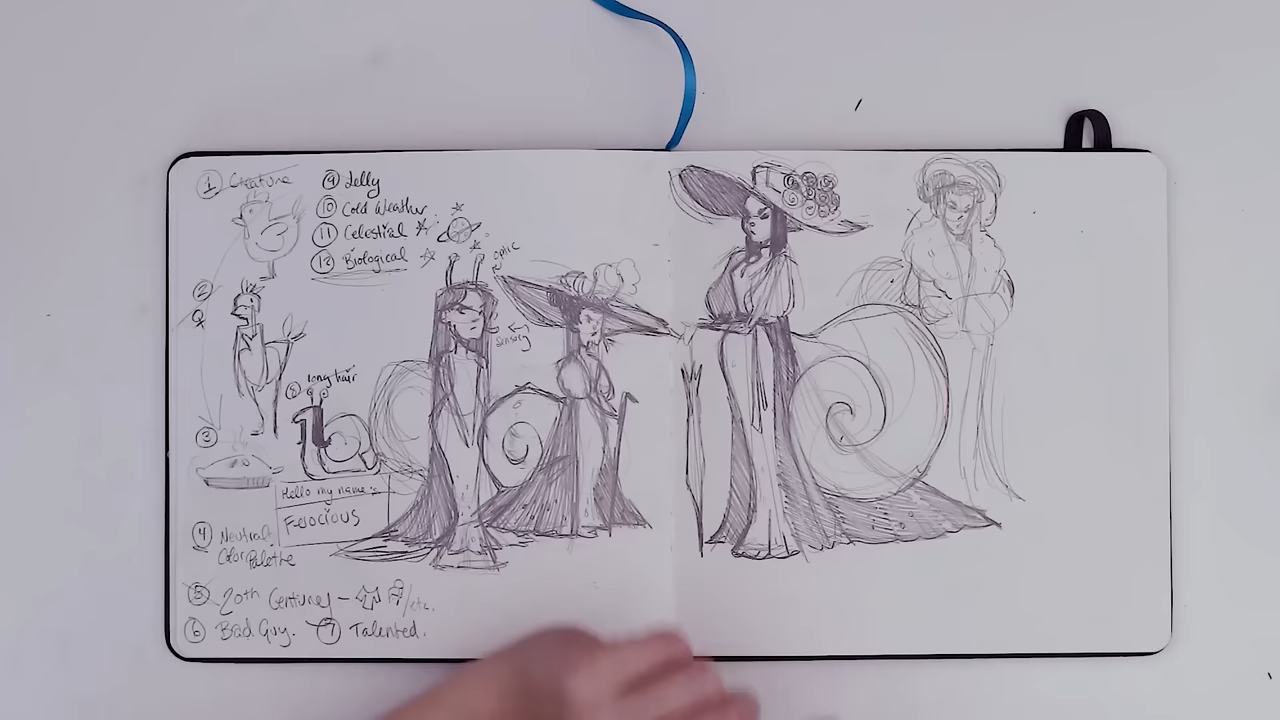 ① Creature
②
③
④ Neutral
Color Palette
⑤ 20th Century - /etc.
⑥ Bad Guy.
⑦ Talented.
⑧ long hair
Hello my name is
Ferocious
⑨ Jelly
⑩ Cold Weather
⑪ Celestial
⑫ Biological
optic
sensory